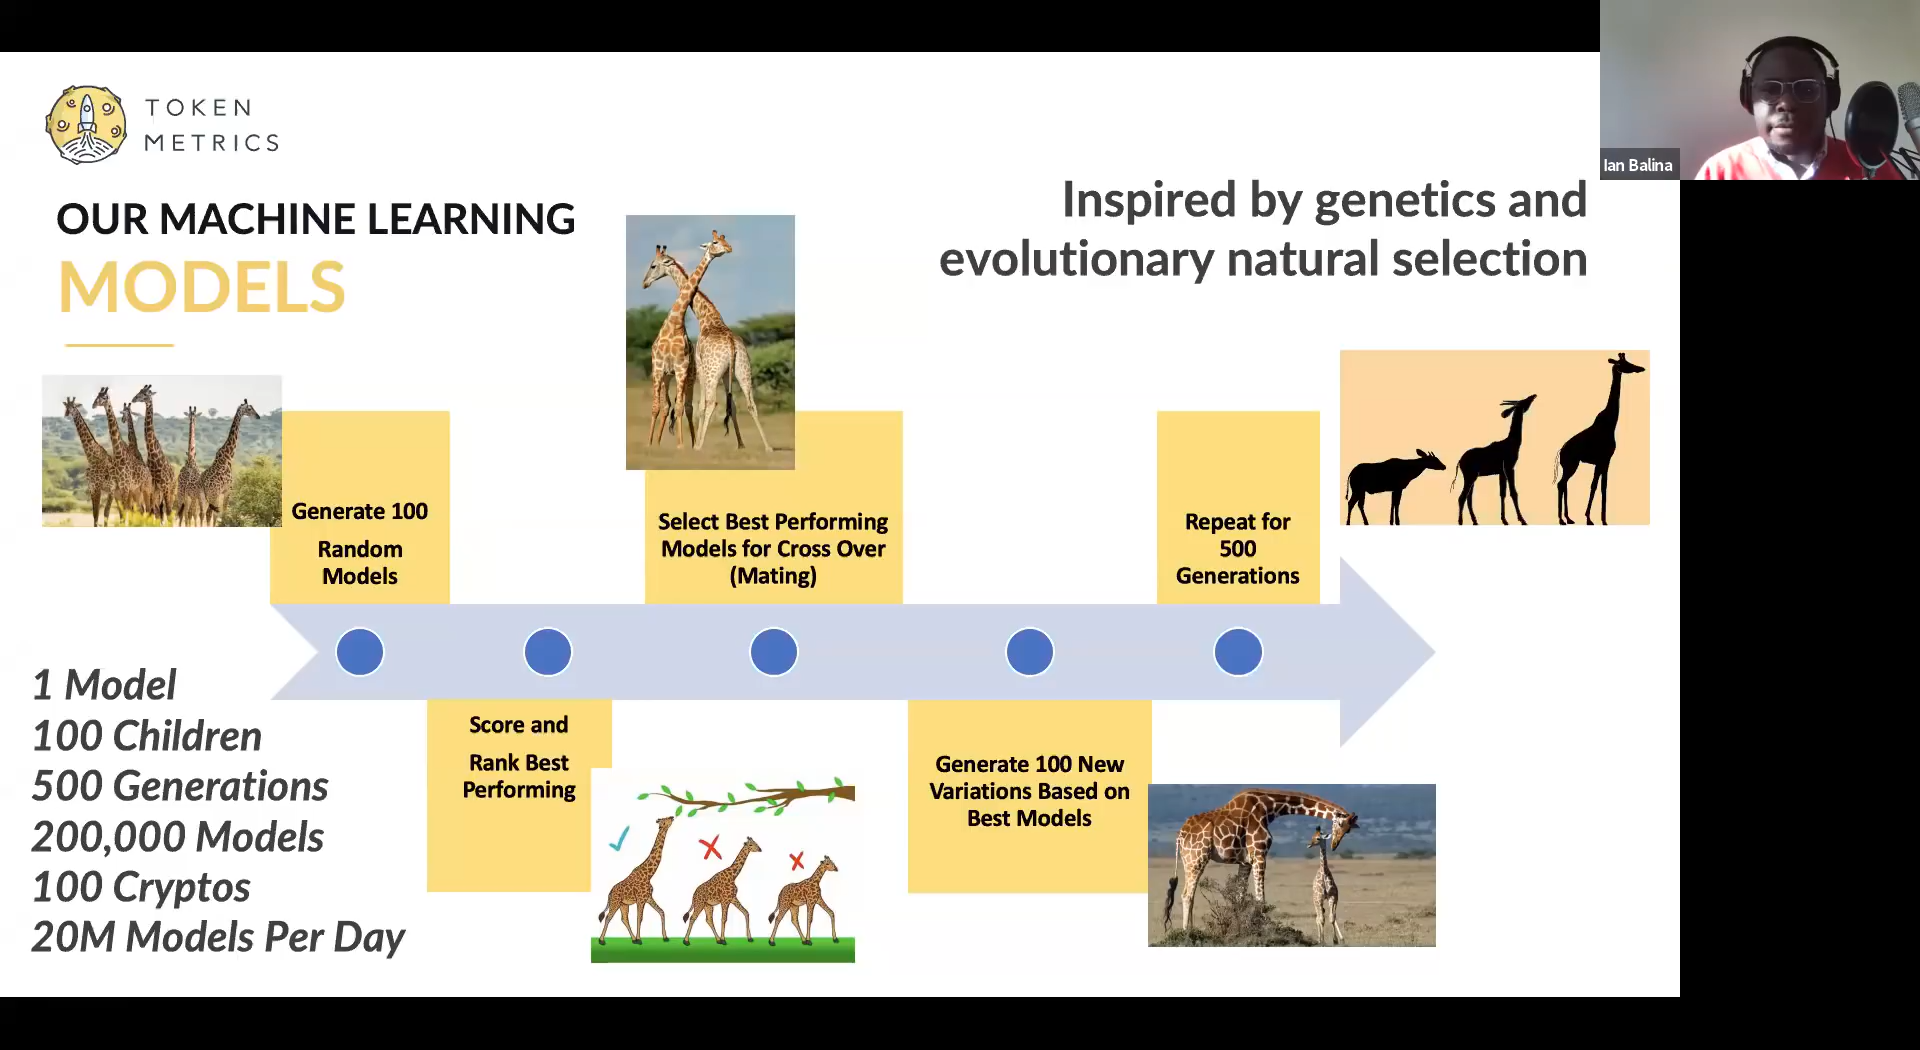 TOKEN
METRICS
Ian Balina
OUR MACHINE LEARNING
MODELS
Inspired by genetics and
evolutionary natural selection
Generate 100
Random
Models
Select Best Performing
Models for Cross Over
(Mating)
Repeat for
500
Generations
Score and
Rank Best
Performing
Generate 100 New
Variations Based on
Best Models
1 Model
100 Children
500 Generations
200,000 Models
100 Cryptos
20M Models Per Day